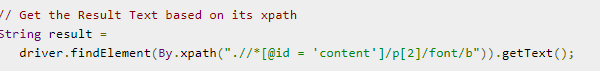 // Get the Result Text based on its xpath
String result =
driver.findElement(By.xpath(".//*[@id = 'content']/p[2]/font/b")).getText();